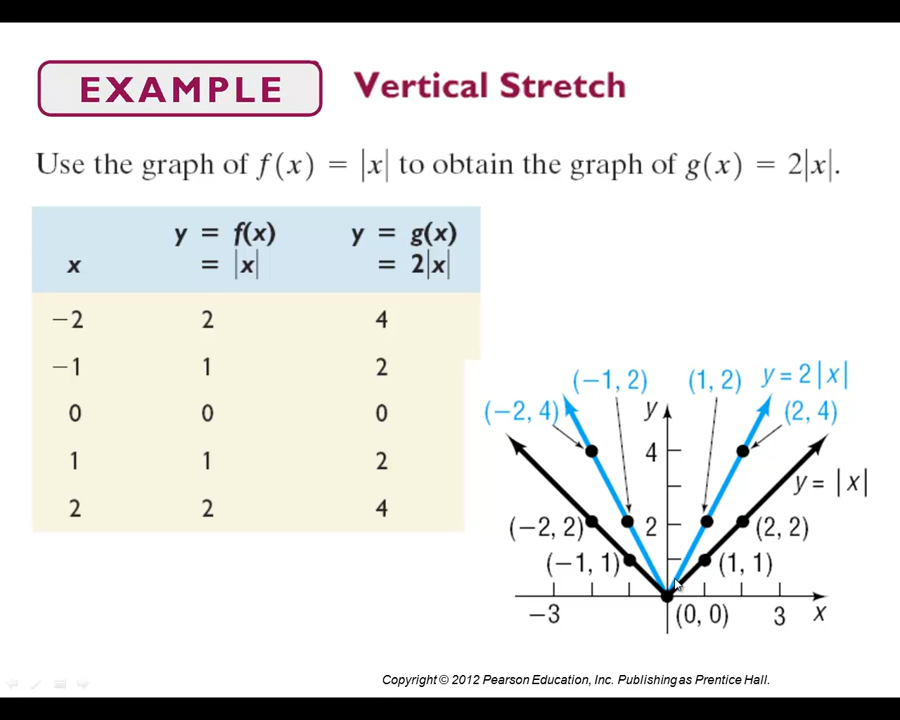 EXAMPLE Vertical Stretch
Use the graph of f(x) = |x| to obtain the graph of g(x) = 2|x|.
y = f(x) y = g(x)
x = |x| = 2|x|
−2 2 4
−1 1 2
0 0 0
1 1 2
2 2 4
(−1, 2) (1, 2) y = 2|x|
(−2, 4) y (2, 4)
4
y = |x|
(−2, 2) 2 (2, 2)
(−1, 1) (1, 1)
−3 (0, 0) 3 x
Copyright © 2012 Pearson Education, Inc. Publishing as Prentice Hall.